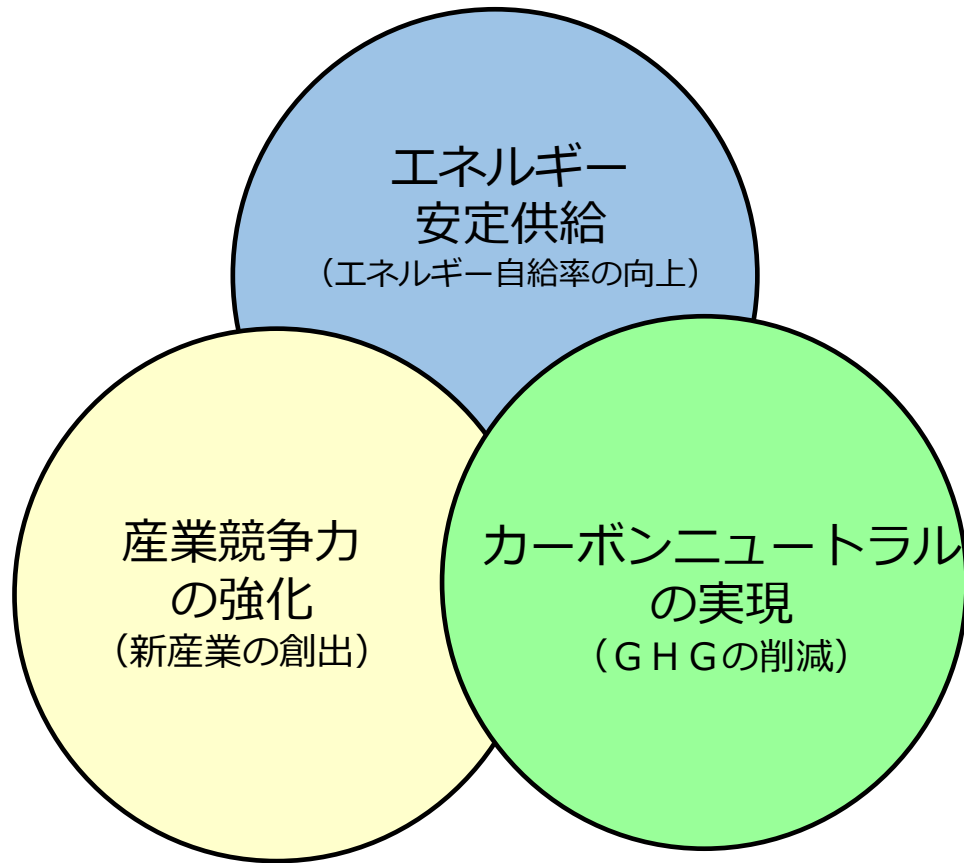 エネルギー
安定供給
（エネルギー自給率の向上）
産業競争力
の強化
（新産業の創出）
カーボンニュートラル
の実現
（ＧＨＧの削減）